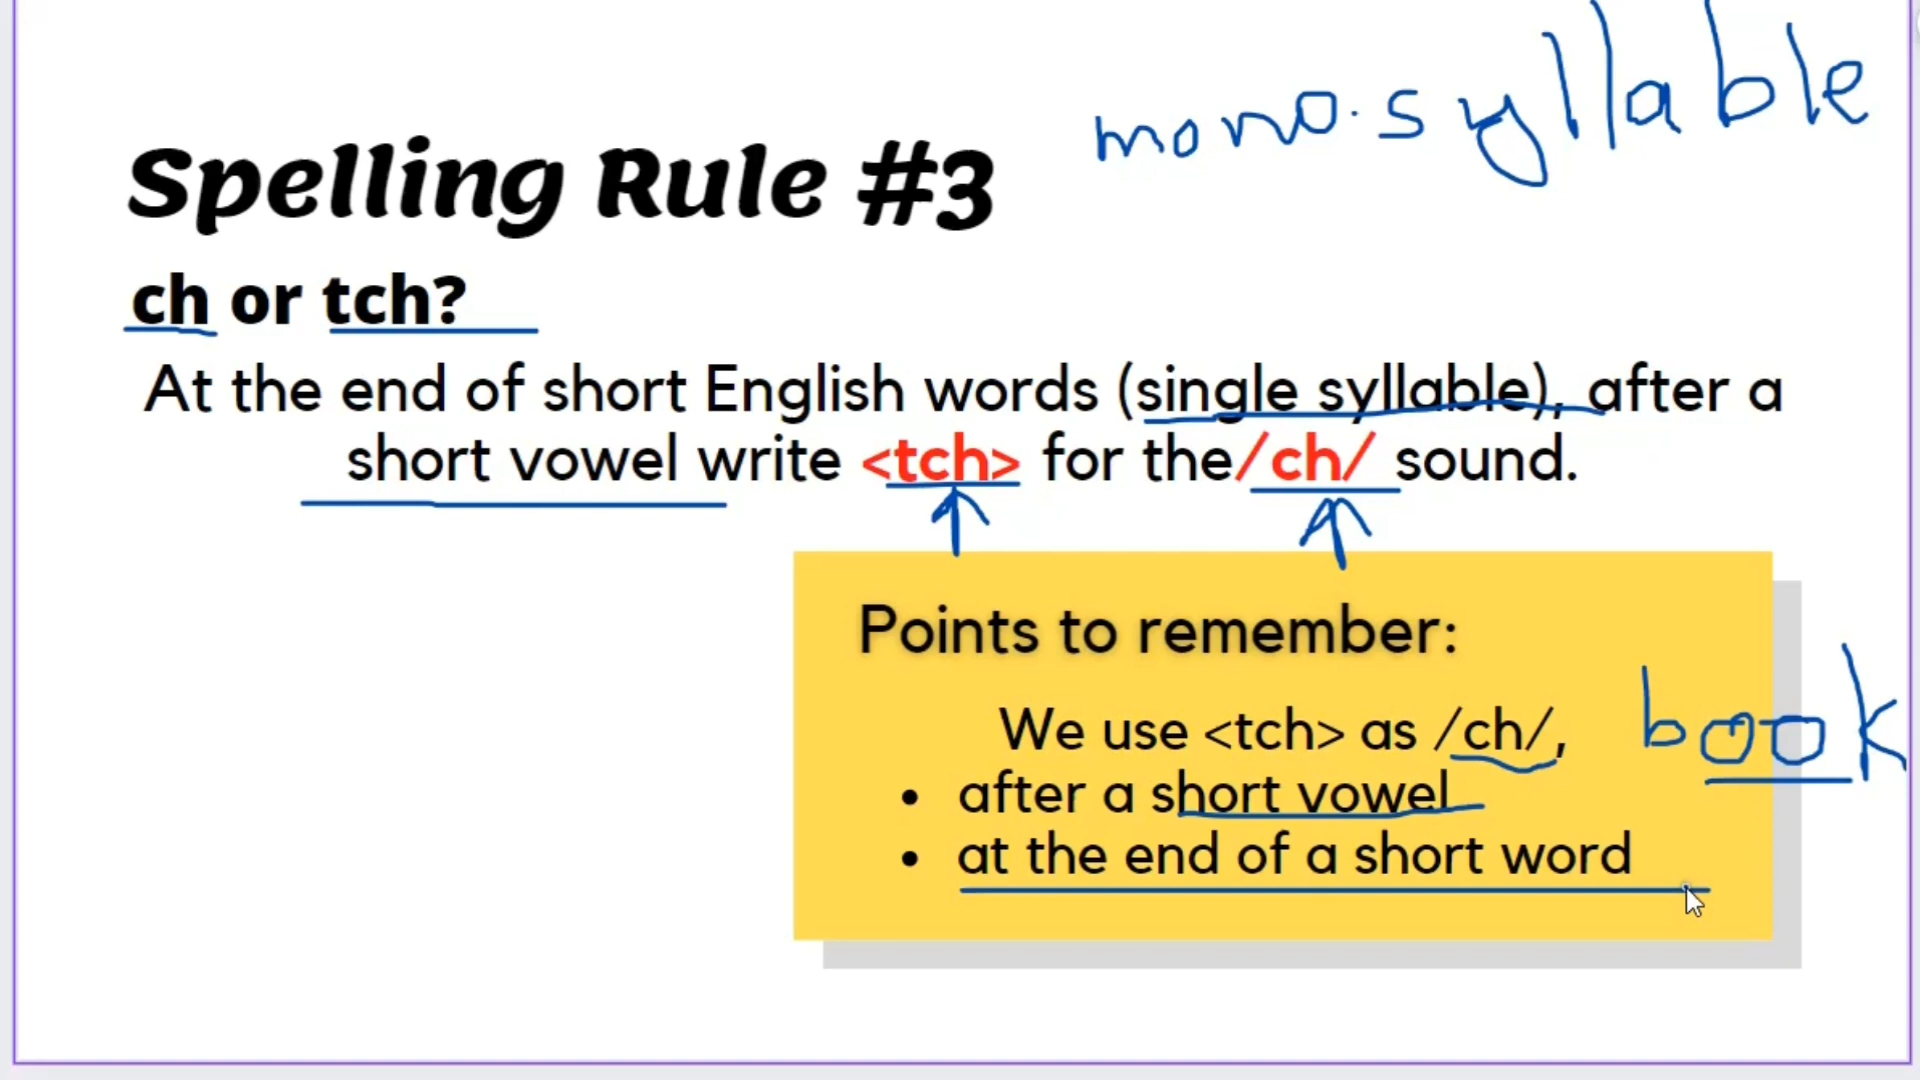 mono.syllable
Spelling Rule #3
ch or tch?
At the end of short English words (single syllable), after a
short vowel write <tch> for the /ch/ sound.
Points to remember:
We use <tch> as /ch/,
book
• after a short vowel
• at the end of a short word